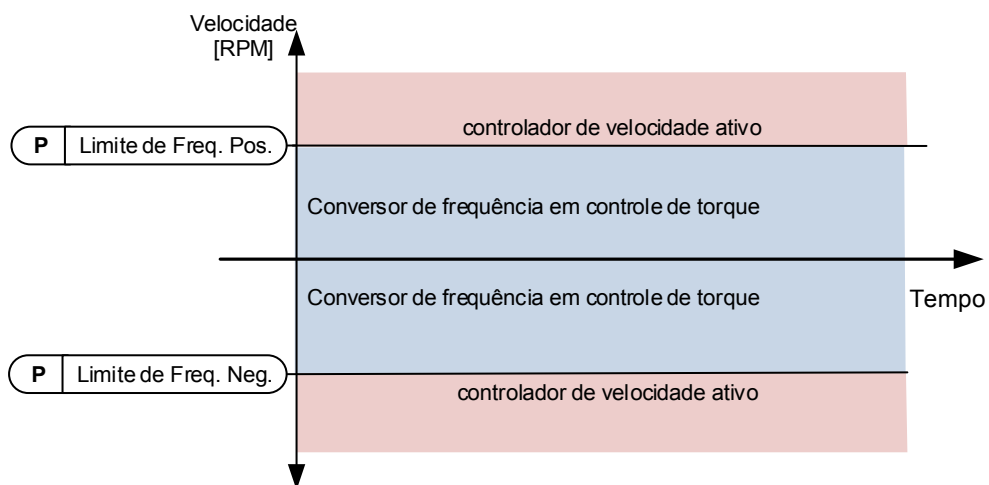 Velocidade
[RPM]
controlador de velocidade ativo
P Limite de Freq. Pos.
Conversor de frequência em controle de torque
Conversor de frequência em controle de torque
Tempo
P Limite de Freq. Neg.
controlador de velocidade ativo